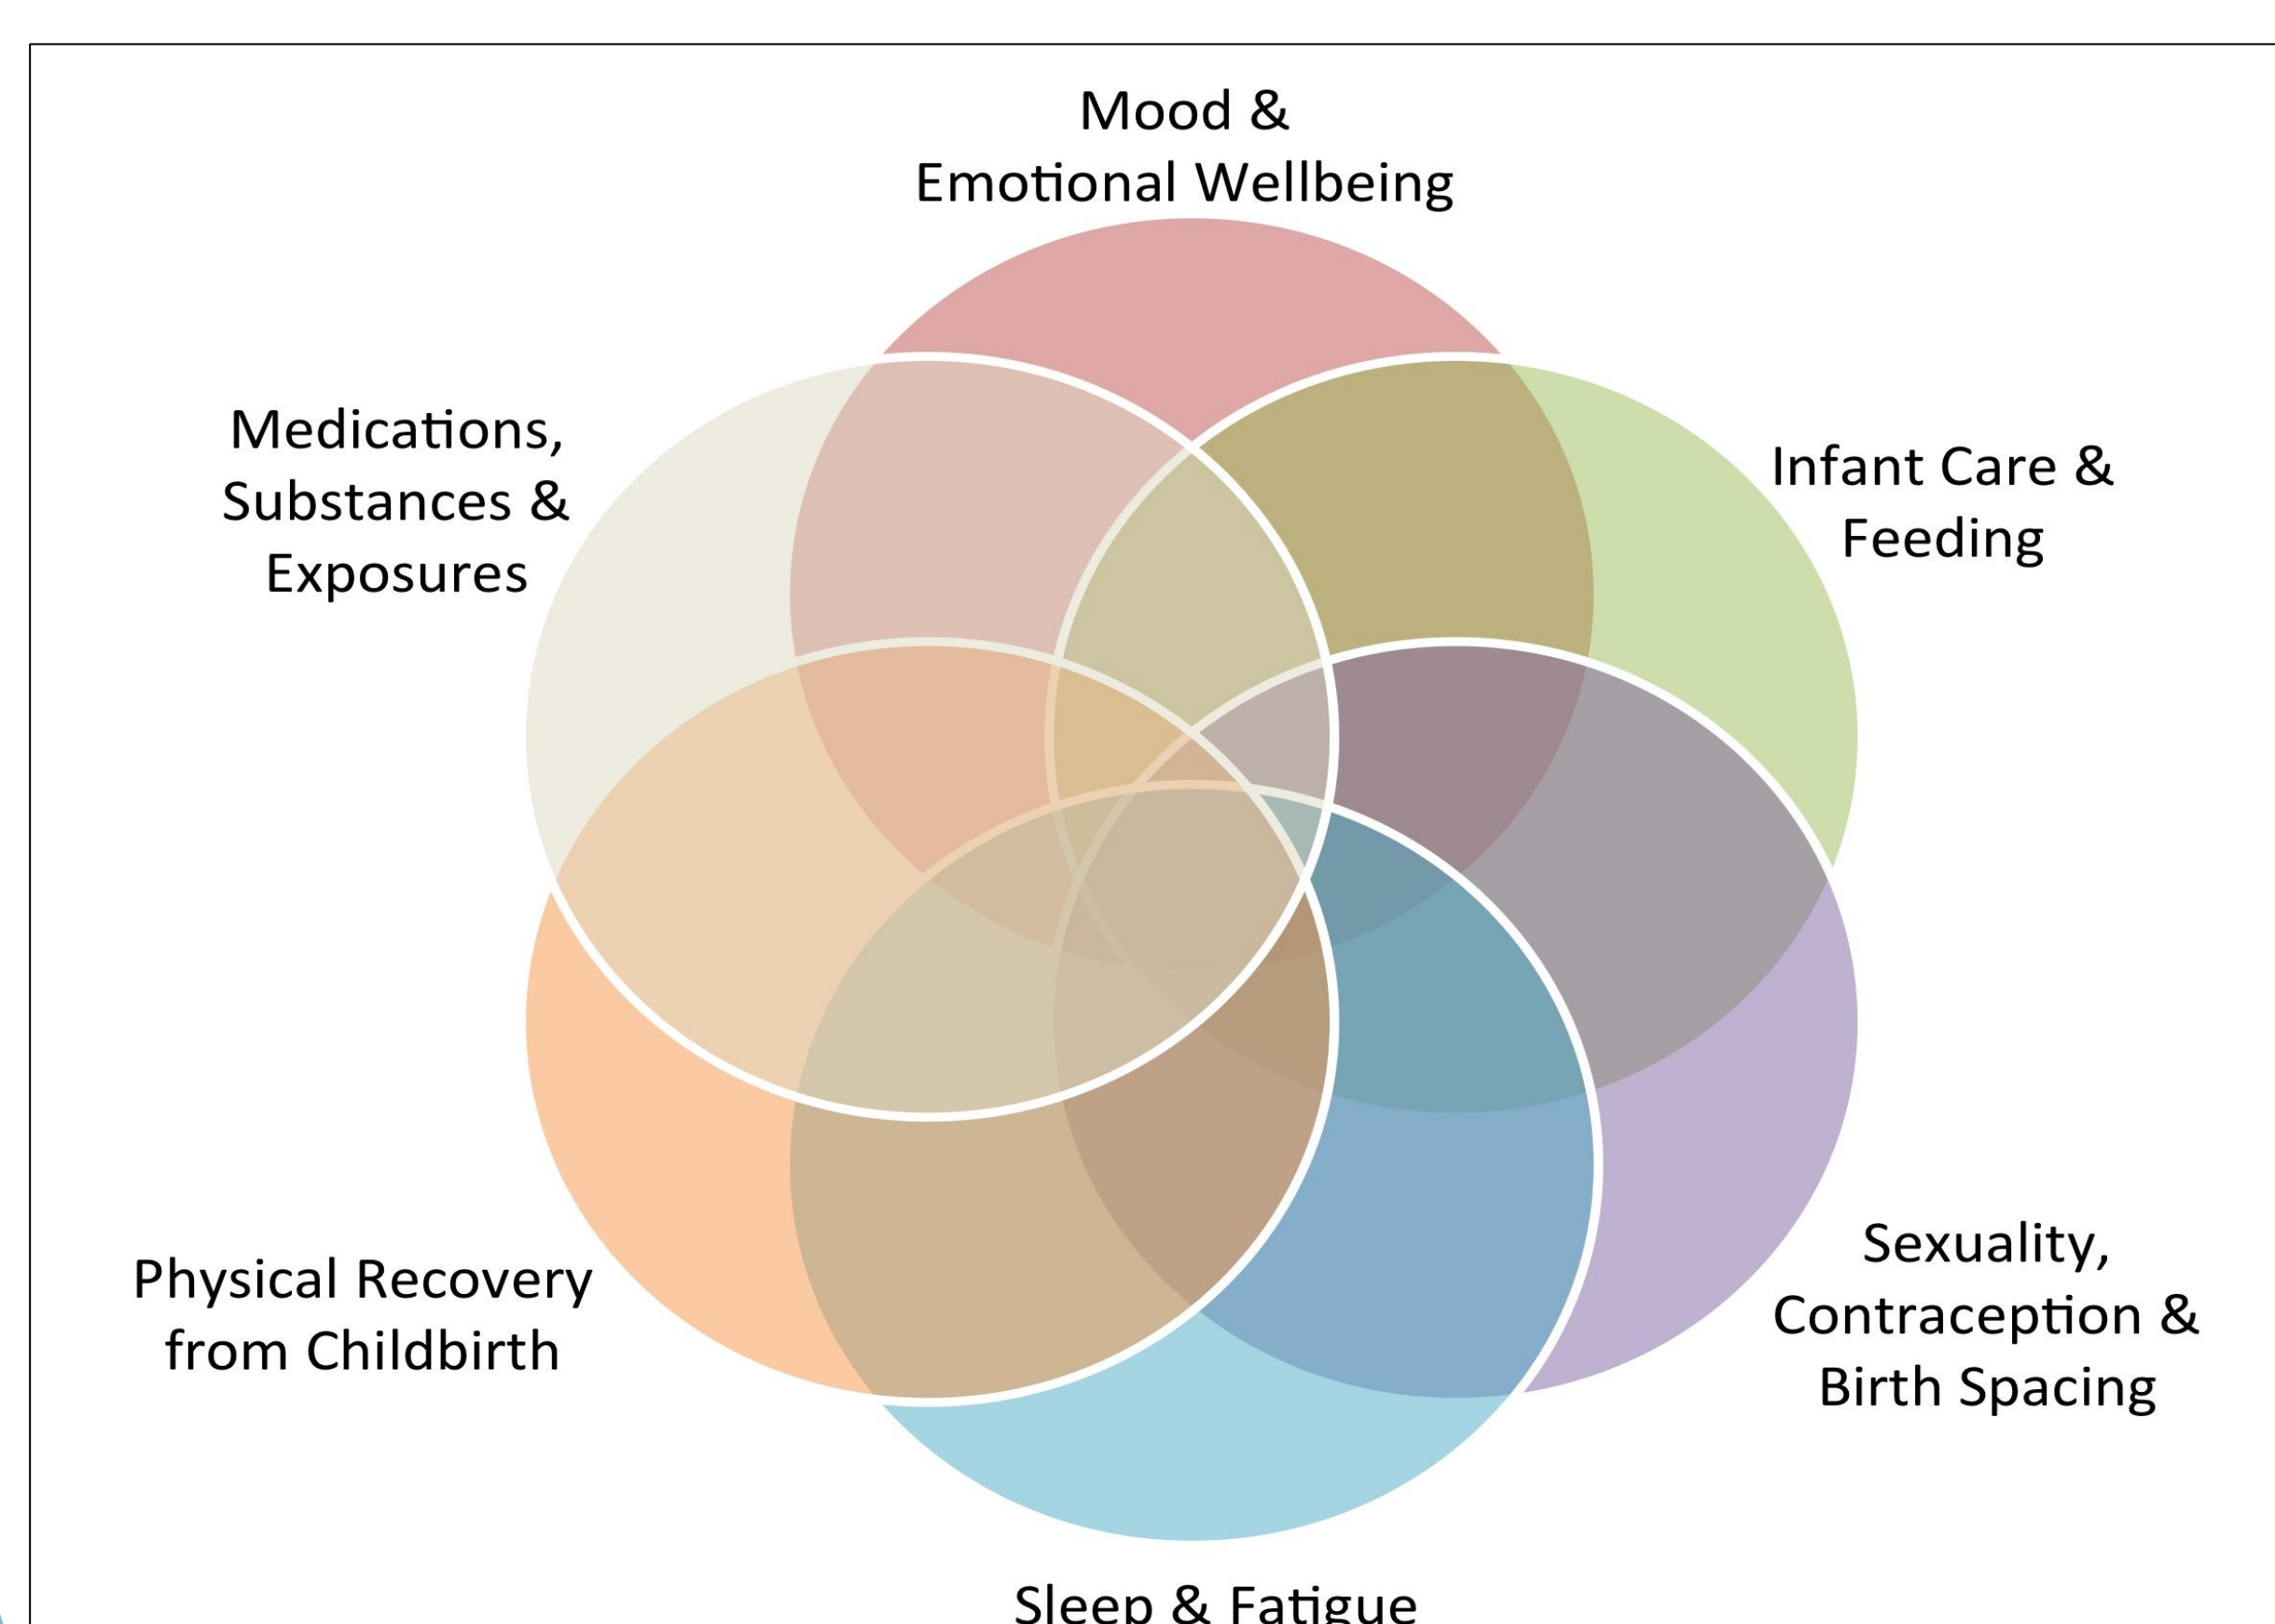 Mood &
Emotional Wellbeing
Medications,
Substances &
Exposures
Infant Care &
Feeding
Physical Recovery
from Childbirth
Sexuality,
Contraception &
Birth Spacing
Sleep & Fatigue